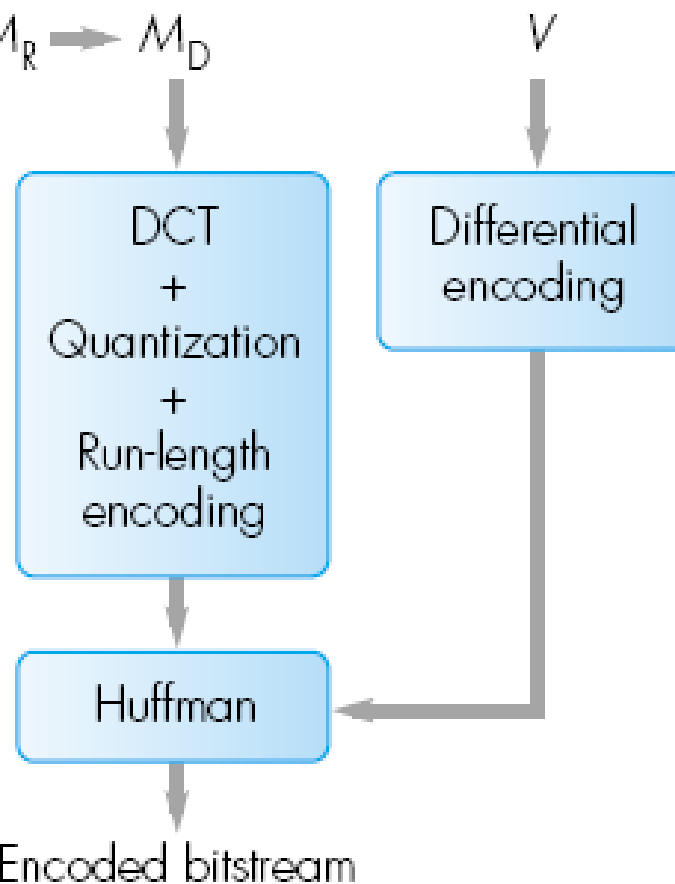 M_R → M_D
V
DCT
+
Quantization
+
Run-length
encoding
Differential
encoding
Huffman
Encoded bitstream